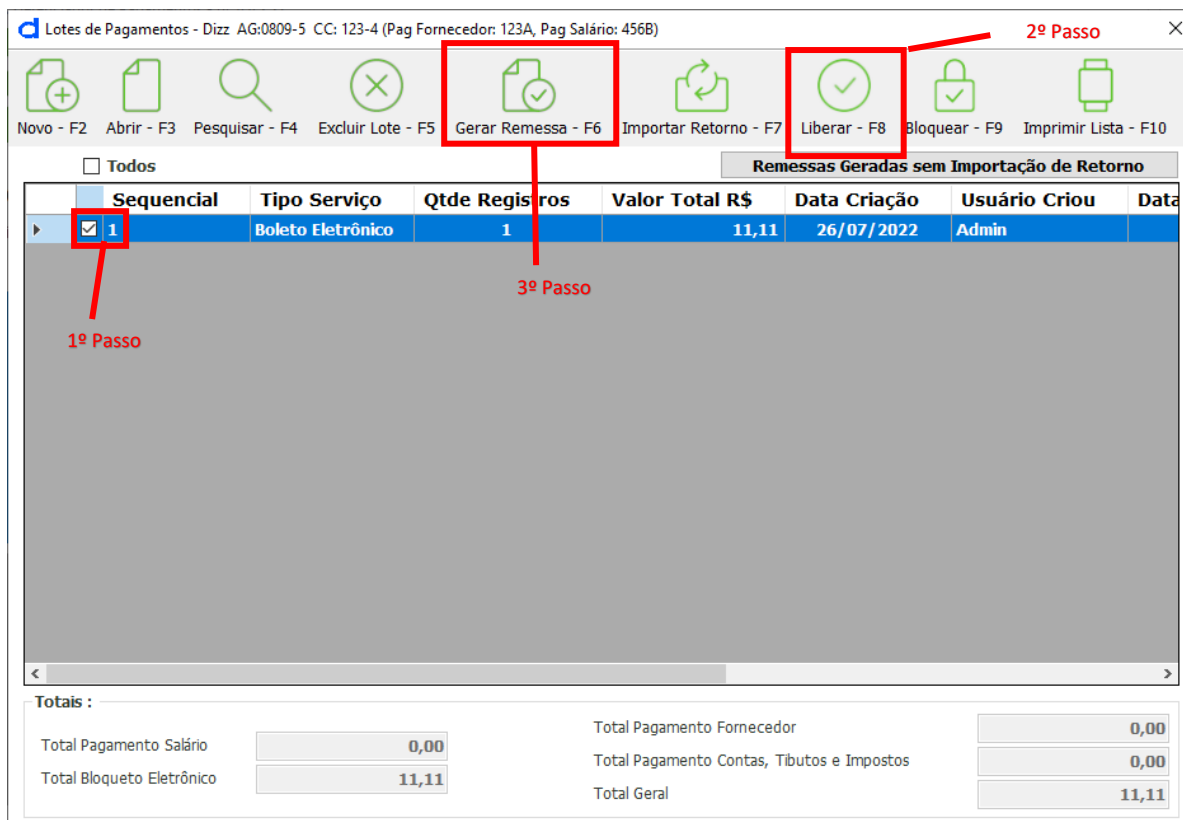 Lotes de Pagamentos - Dizz AG:0809-5 CC: 123-4 (Pag Fornecedor: 123A, Pag Salário: 456B)
2º Passo
Novo - F2 Abrir - F3 Pesquisar - F4 Excluir Lote - F5 Gerar Remessa - F6 Importar Retorno - F7 Liberar - F8 Bloquear - F9 Imprimir Lista - F10
Todos
Remessas Geradas sem Importação de Retorno
Sequencial Tipo Serviço Qtde Registros Valor Total R$ Data Criação Usuário Criou Data
1 Boleto Eletrônico 1 11,11 26/07/2022 Admin
3º Passo
1º Passo
Totais :
Total Pagamento Salário 0,00
Total Bloqueto Eletrônico 11,11
Total Pagamento Fornecedor 0,00
Total Pagamento Contas, Tibutos e Impostos 0,00
Total Geral 11,11